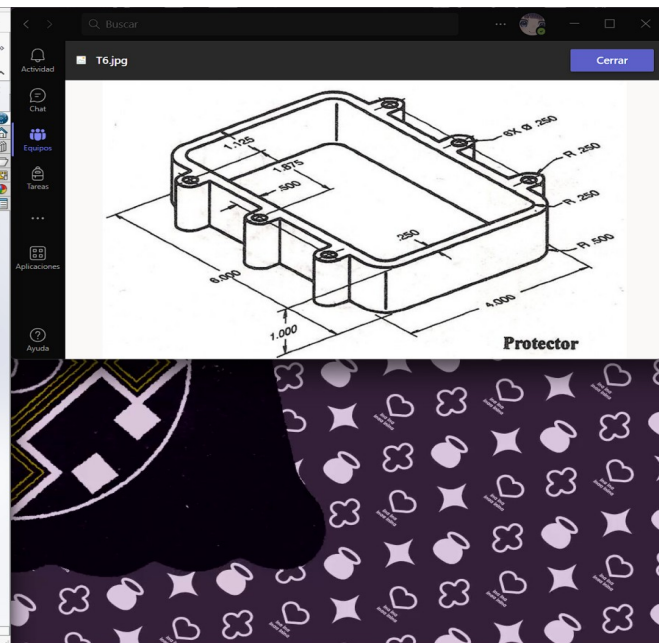 Buscar
Actividad
T6.jpg
Cerrar
Chat
Equipos
Tareas
Aplicaciones
Ayuda
1.125
1.875
.500
6X Ø .250
R .250
R .250
R .500
.250
6.000
4.000
1.000
Protector